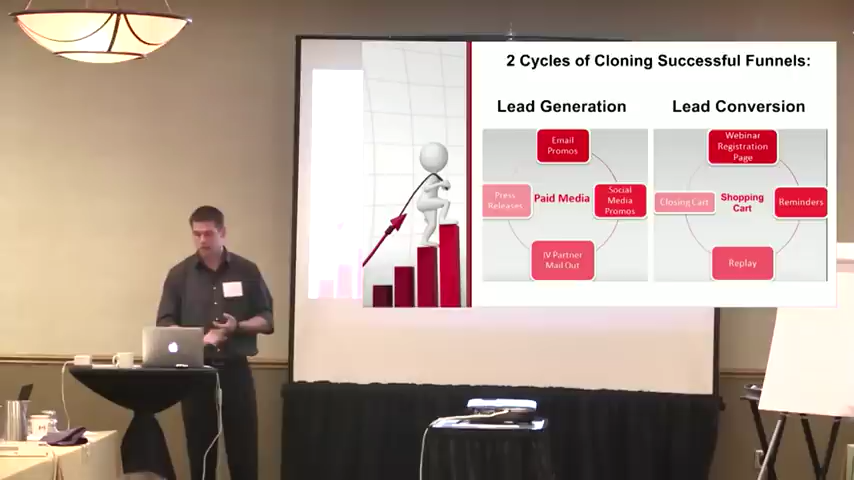 2 Cycles of Cloning Successful Funnels:
Lead Generation
Lead Conversion
Email
Promos
Press
Releases
Paid Media
Social
Media
Promos
JV Partner
Mail Out
Webinar
Registration
Page
Closing Cart
Shopping
Cart
Reminders
Replay